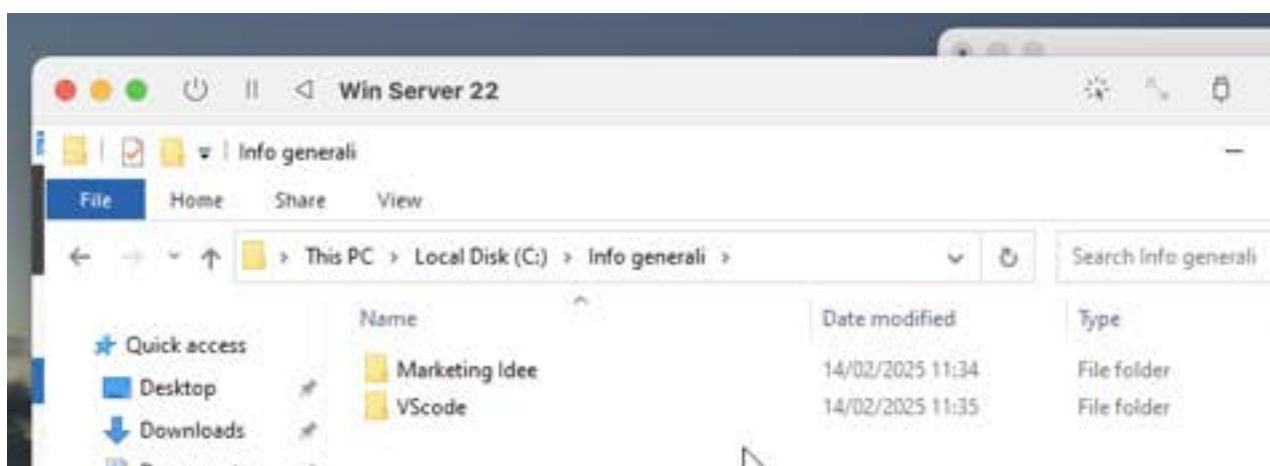 Win Server 22
Info generali
File Home Share View
This PC > Local Disk (C:) > Info generali >
Search Info generali
Name Date modified Type
Quick access
Marketing Idee 14/02/2025 11:34 File folder
Desktop
VScode 14/02/2025 11:35 File folder
Downloads